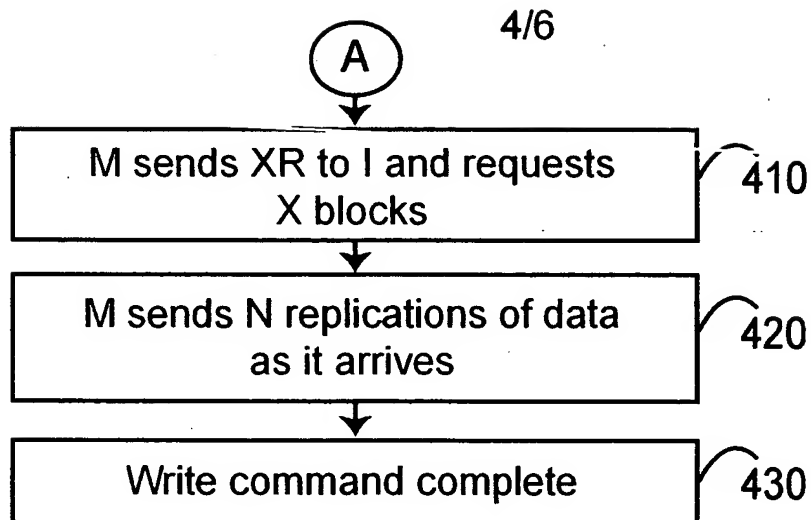 4/6
A
M sends XR to I and requests
X blocks
410
M sends N replications of data
as it arrives
420
Write command complete
430